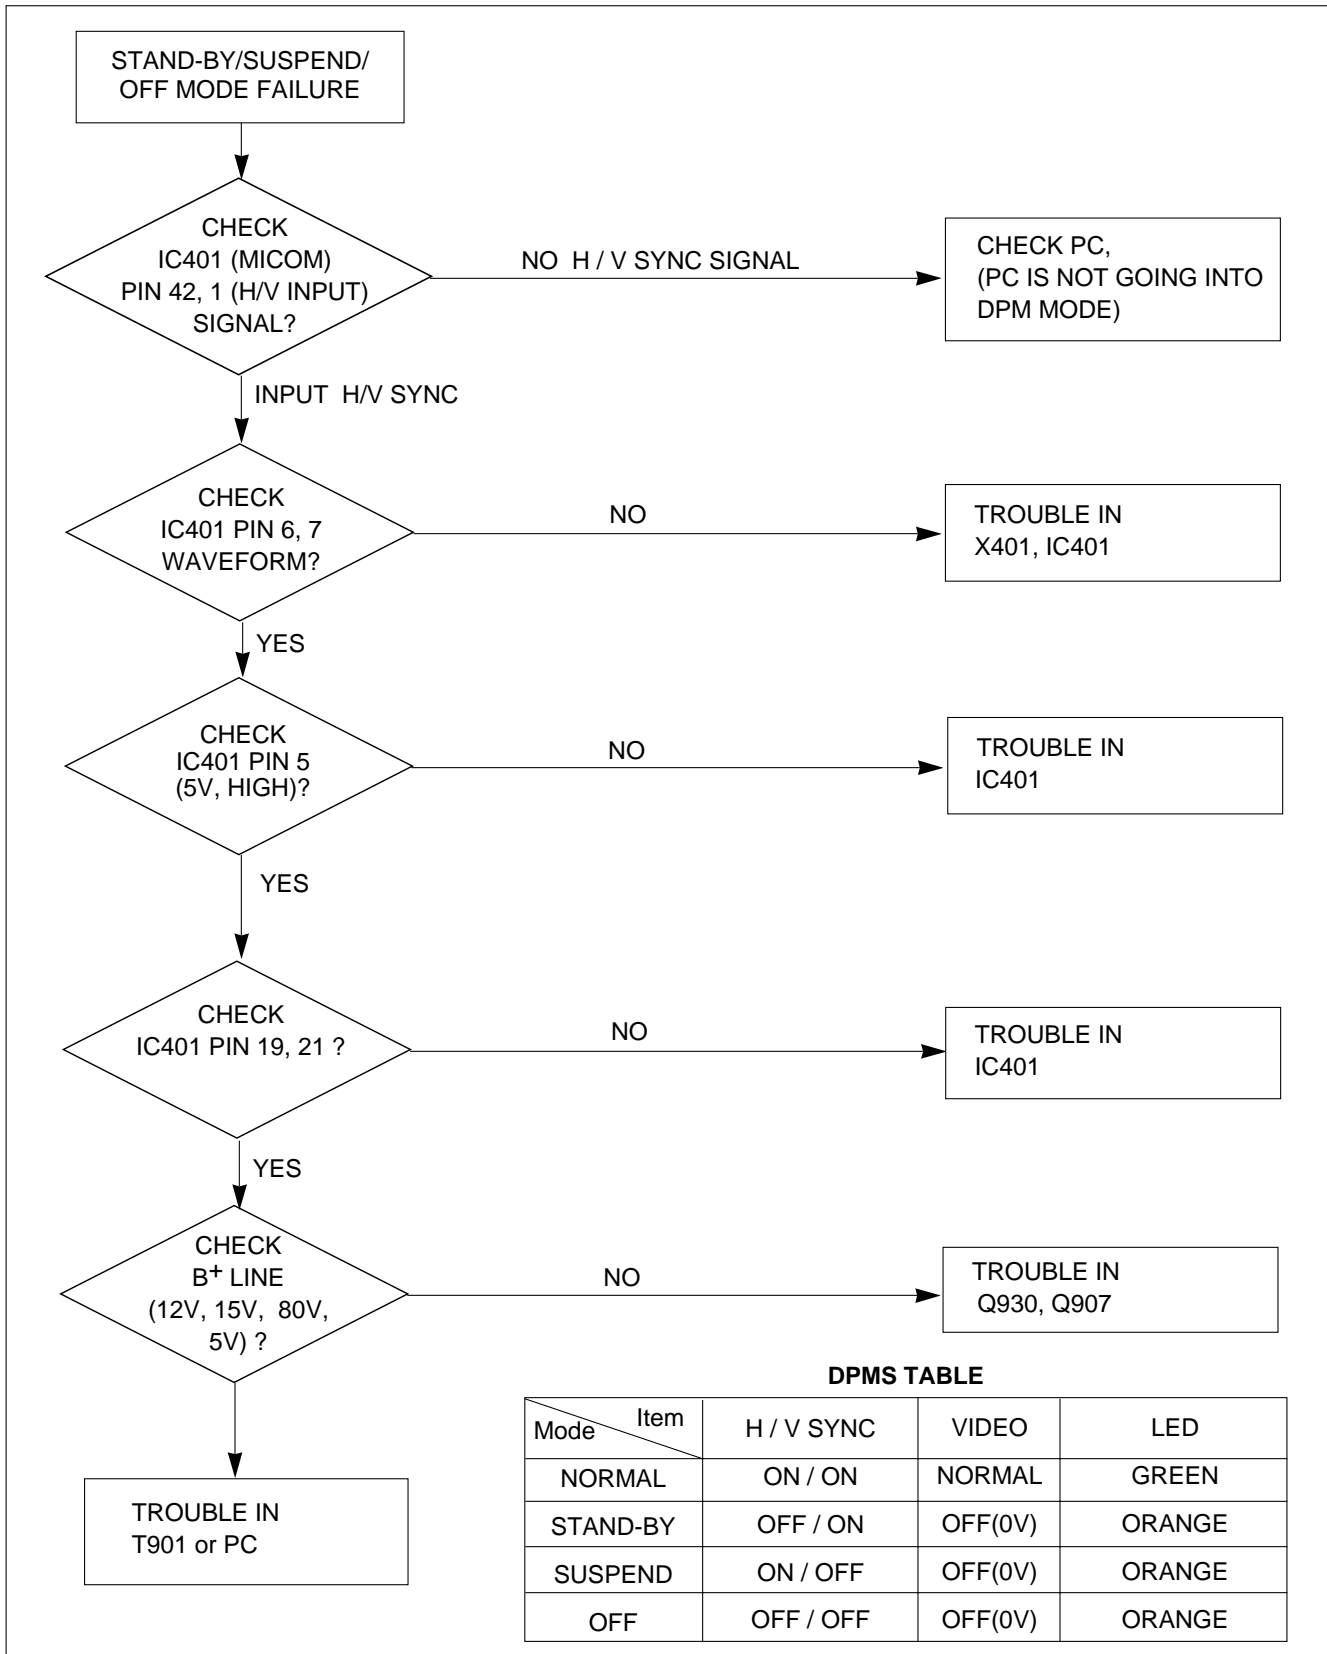 STAND-BY/SUSPEND/
OFF MODE FAILURE
CHECK
IC401 (MICOM)
PIN 42, 1 (H/V INPUT)
SIGNAL?
NO H / V SYNC SIGNAL
CHECK PC,
(PC IS NOT GOING INTO
DPM MODE)
INPUT H/V SYNC
CHECK
IC401 PIN 6, 7
WAVEFORM?
NO
TROUBLE IN
X401, IC401
YES
CHECK
IC401 PIN 5
(5V, HIGH)?
NO
TROUBLE IN
IC401
YES
CHECK
IC401 PIN 19, 21 ?
NO
TROUBLE IN
IC401
YES
CHECK
B+ LINE
(12V, 15V, 80V,
5V) ?
NO
TROUBLE IN
Q930, Q907
TROUBLE IN
T901 or PC
DPMS TABLE
Mode Item H / V SYNC VIDEO LED
NORMAL ON / ON NORMAL GREEN
STAND-BY OFF / ON OFF(0V) ORANGE
SUSPEND ON / OFF OFF(0V) ORANGE
OFF OFF / OFF OFF(0V) ORANGE